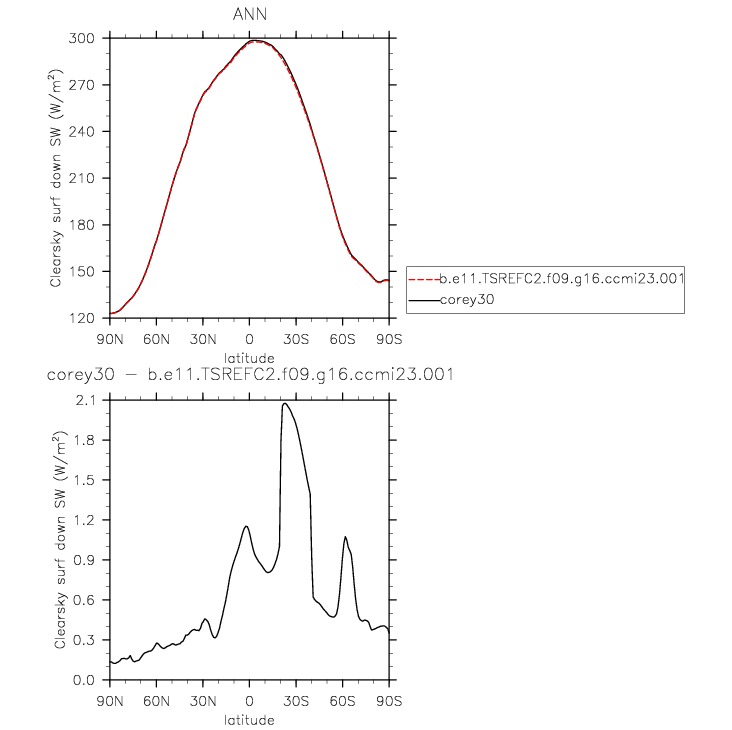 ANN
Clearsky surf down SW (W/m²)
300
270
240
210
180
150
120
90N 60N 30N 0 30S 60S 90S
latitude
b.e11.TSREFC2.f09.g16.ccmi23.001
corey30
corey30 − b.e11.TSREFC2.f09.g16.ccmi23.001
Clearsky surf down SW (W/m²)
2.1
1.8
1.5
1.2
0.9
0.6
0.3
0.0
90N 60N 30N 0 30S 60S 90S
latitude